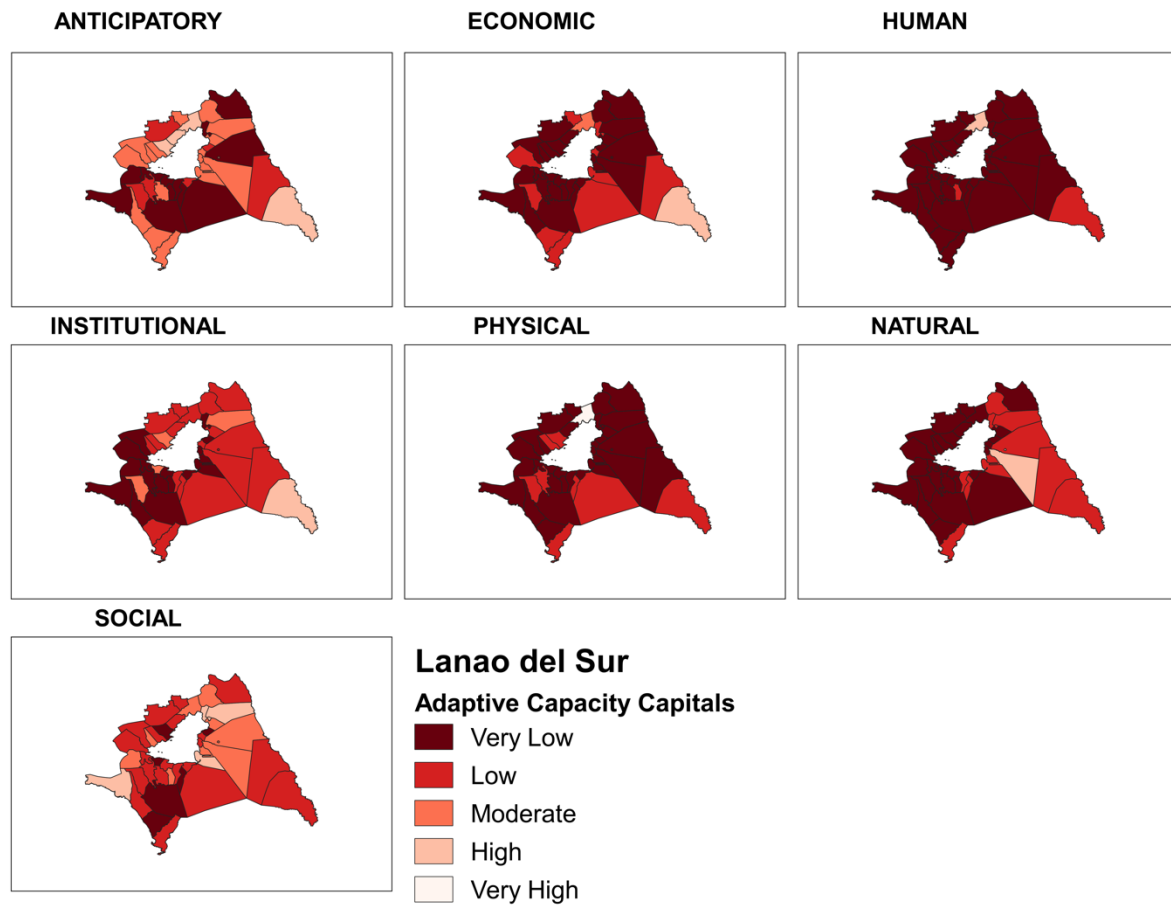 ANTICIPATORY
ECONOMIC
HUMAN
INSTITUTIONAL
PHYSICAL
NATURAL
SOCIAL
Lanao del Sur
Adaptive Capacity Capitals
Very Low
Low
Moderate
High
Very High